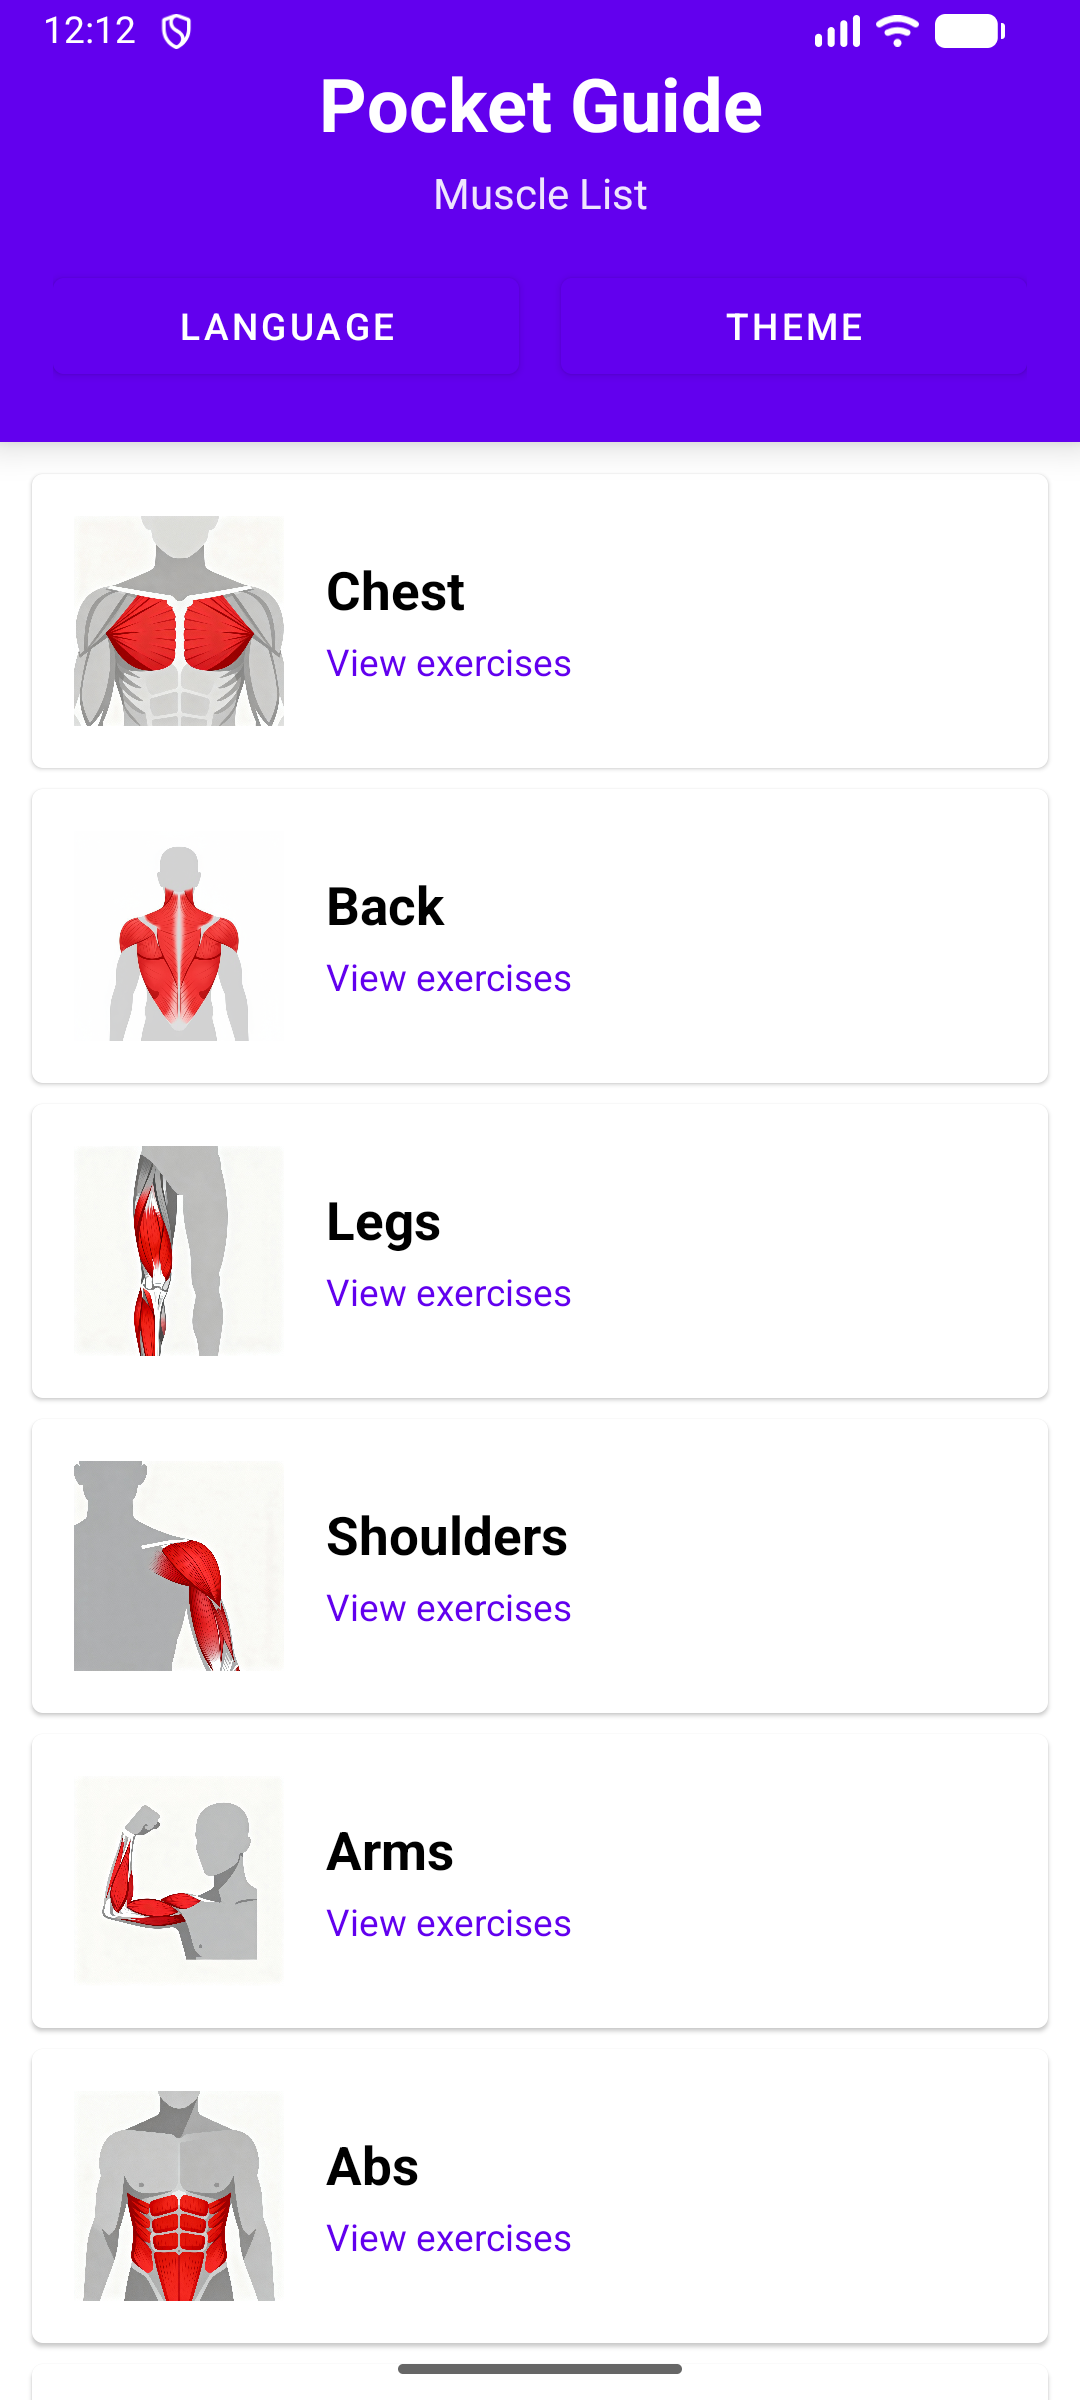 12:12
Pocket Guide
Muscle List
LANGUAGE
THEME
Chest
View exercises
Back
View exercises
Legs
View exercises
Shoulders
View exercises
Arms
View exercises
Abs
View exercises